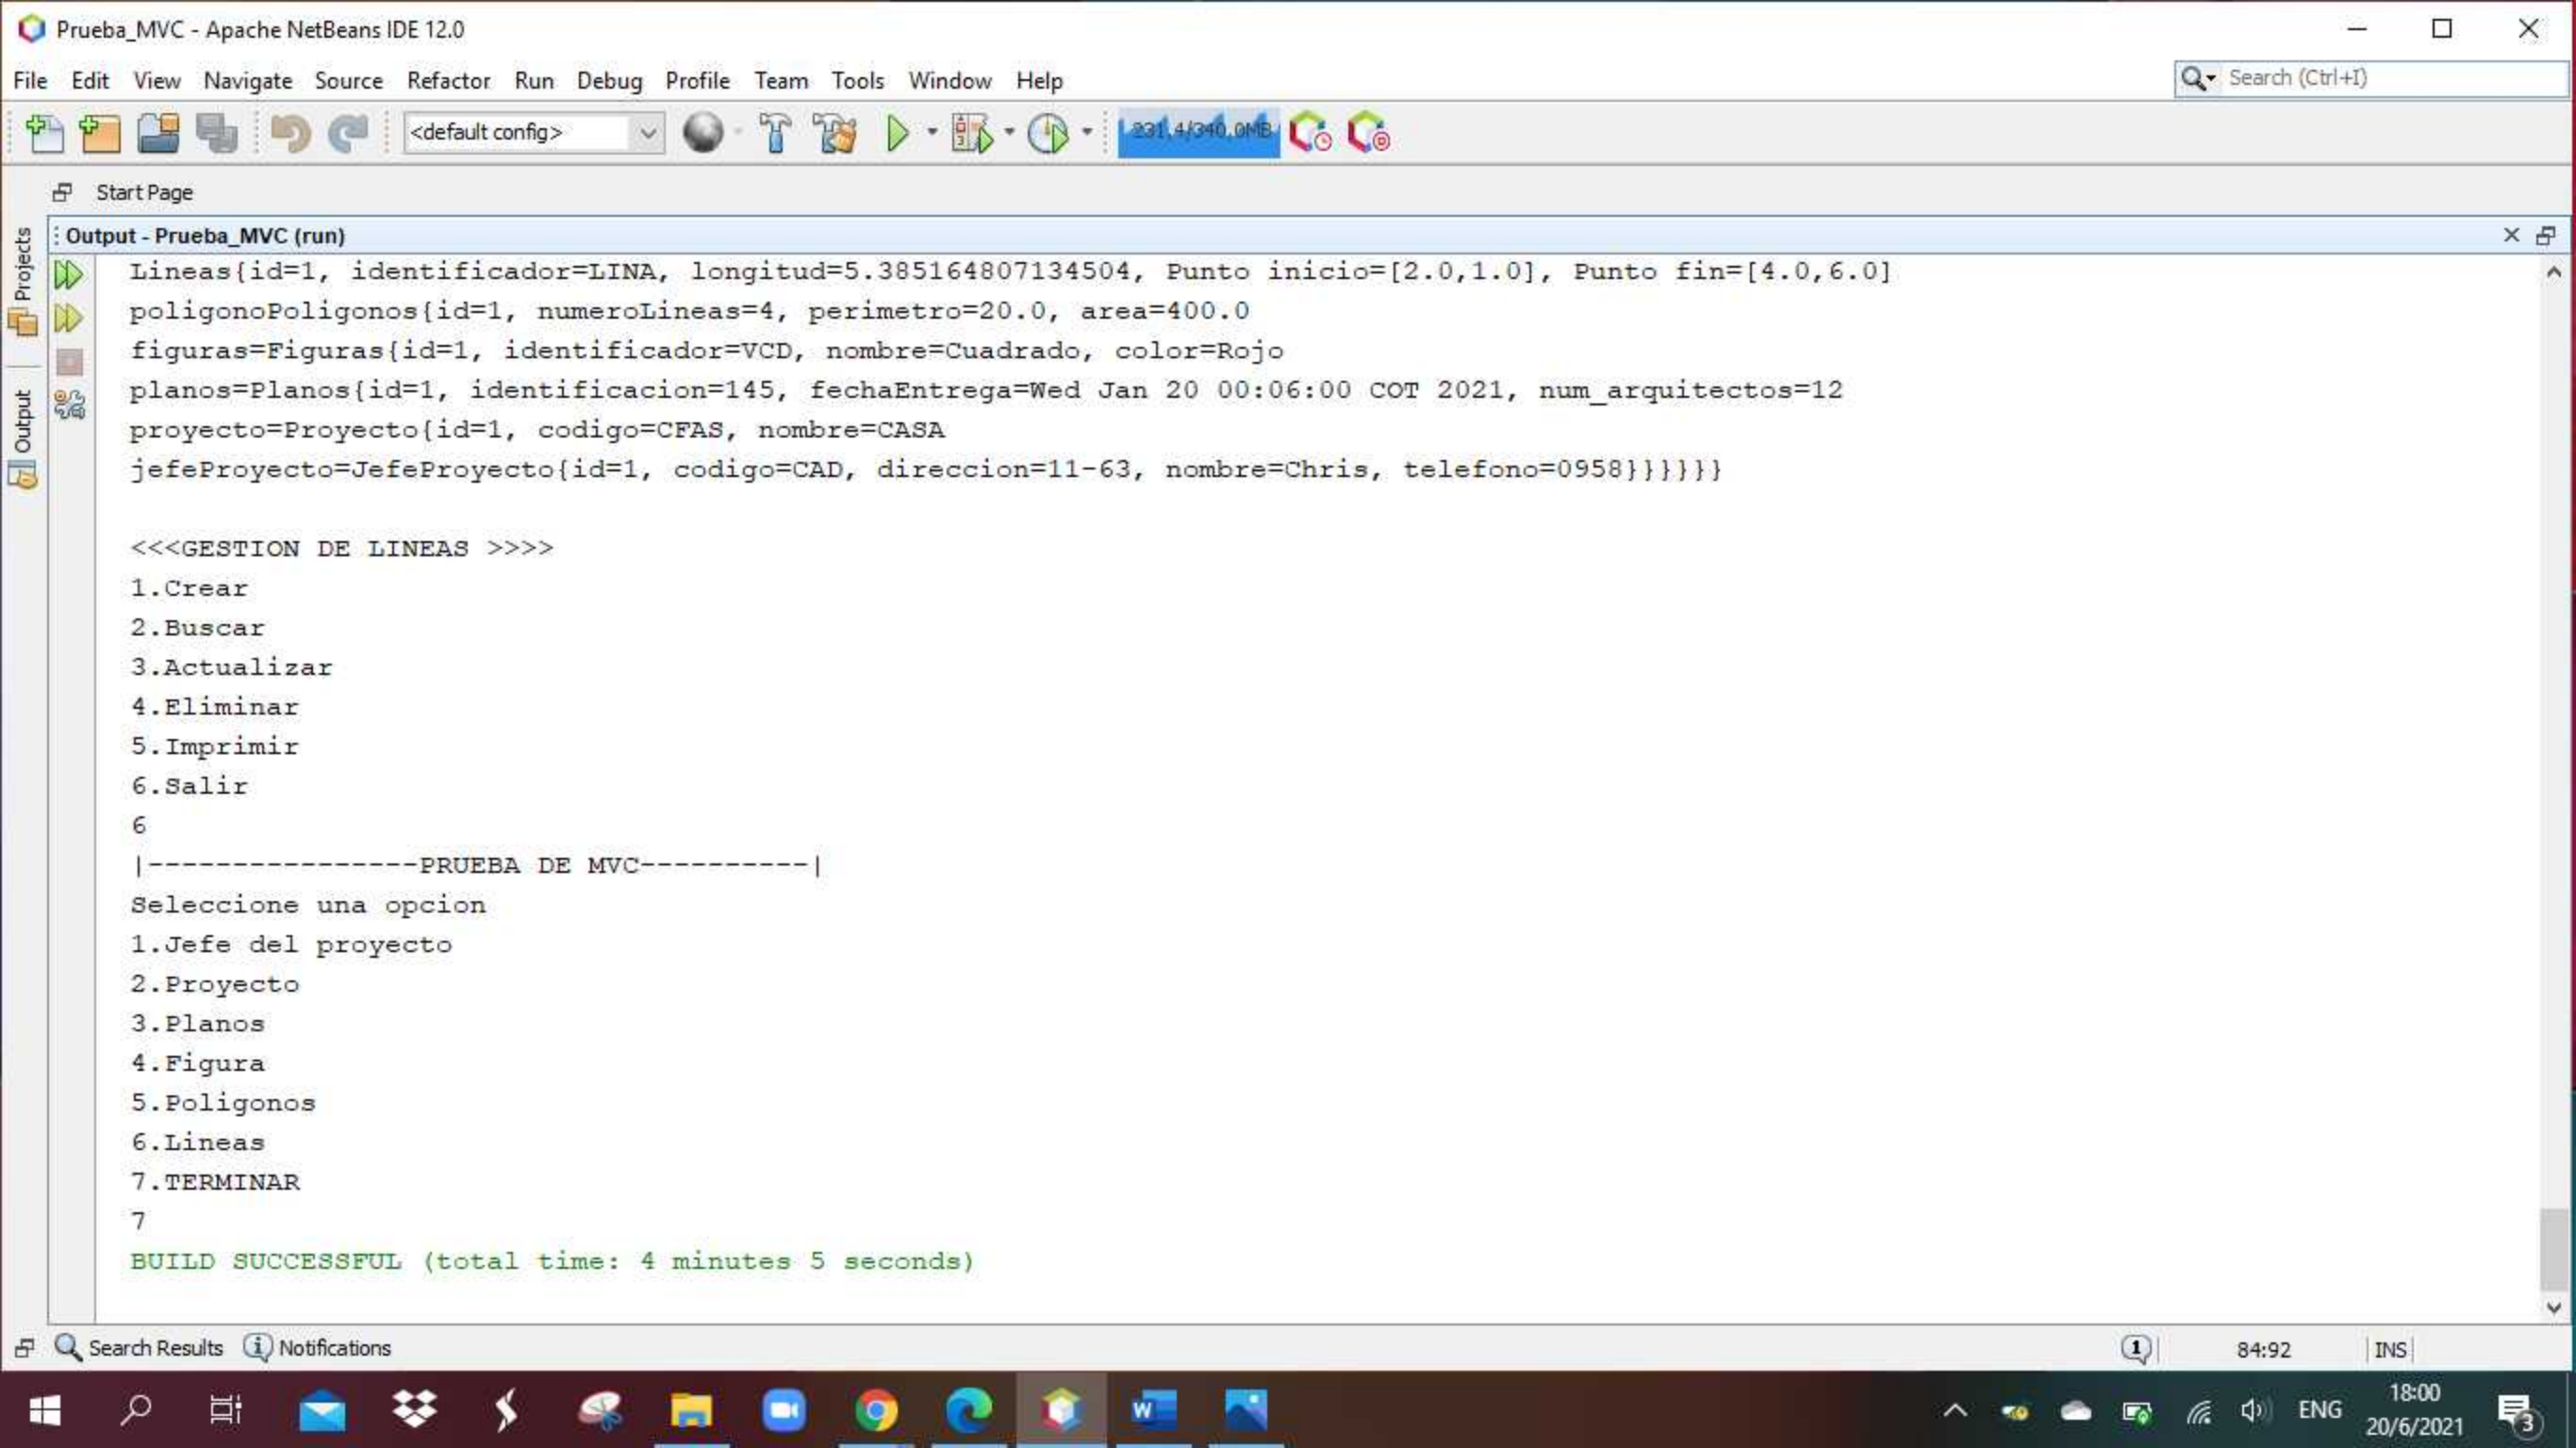 Prueba_MVC - Apache NetBeans IDE 12.0
File Edit View Navigate Source Refactor Run Debug Profile Team Tools Window Help
Search (Ctrl+I)
<default config>
231,4/340,0MB
Start Page
Projects
Output
Output - Prueba_MVC (run)
Lineas{id=1, identificador=LINA, longitud=5.385164807134504, Punto inicio=[2.0,1.0], Punto fin=[4.0,6.0]
poligonoPoligonos{id=1, numeroLineas=4, perimetro=20.0, area=400.0
figuras=Figuras{id=1, identificador=VCD, nombre=Cuadrado, color=Rojo
planos=Planos{id=1, identificacion=145, fechaEntrega=Wed Jan 20 00:06:00 COT 2021, num_arquitectos=12
proyecto=Proyecto{id=1, codigo=CFAS, nombre=CASA
jefeProyecto=JefeProyecto{id=1, codigo=CAD, direccion=11-63, nombre=Chris, telefono=0958}}}}}}
<<<GESTION DE LINEAS >>>>
1.Crear
2.Buscar
3.Actualizar
4.Eliminar
5.Imprimir
6.Salir
6
|----------------PRUEBA DE MVC----------|
Seleccione una opcion
1.Jefe del proyecto
2.Proyecto
3.Planos
4.Figura
5.Poligonos
6.Lineas
7.TERMINAR
7
BUILD SUCCESSFUL (total time: 4 minutes 5 seconds)
Search Results Notifications
1
84:92
INS
ENG
18:00
20/6/2021
3